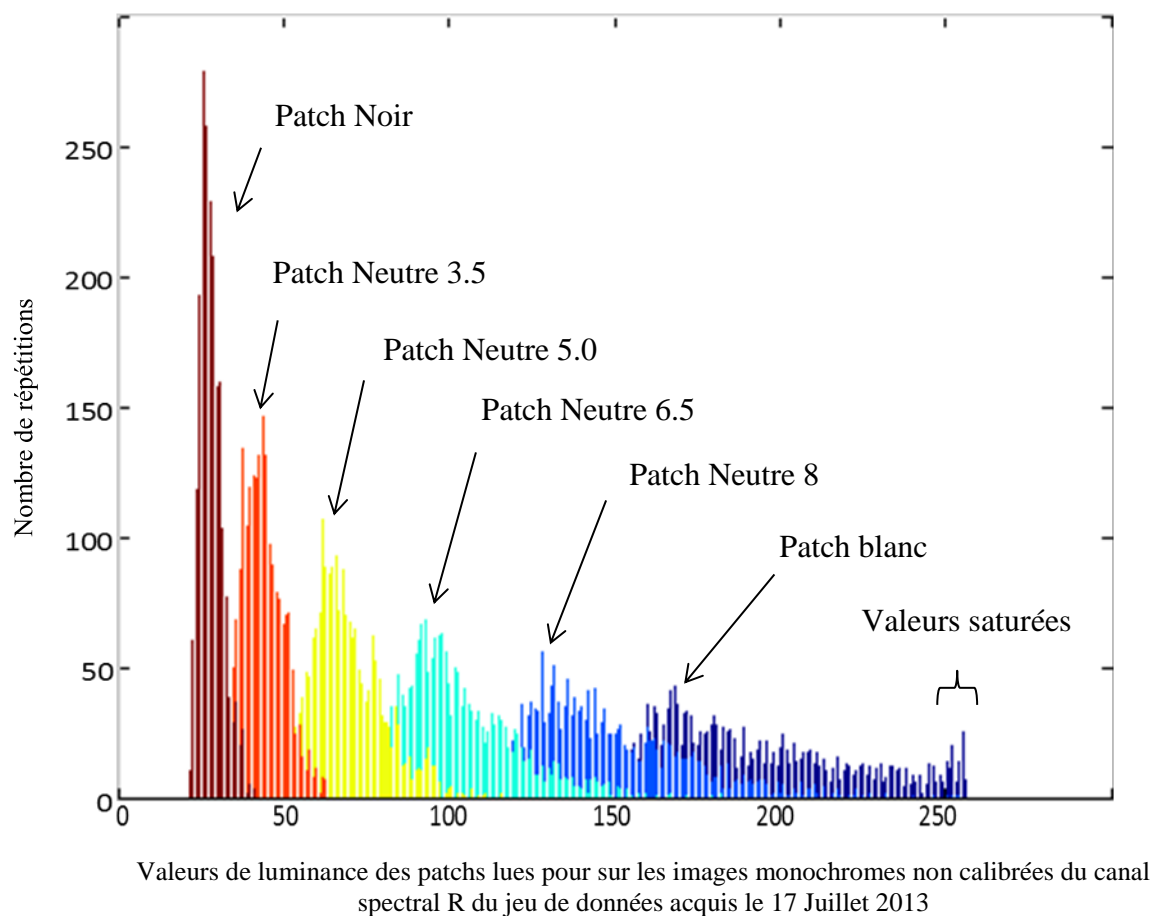 Patch Noir
250
Patch Neutre 3.5
200
Patch Neutre 5.0
Patch Neutre 6.5
150
Patch Neutre 8
Patch blanc
100
Valeurs saturées
50
0
0 50 100 150 200 250
Nombre de répétitions
Valeurs de luminance des patchs lues pour sur les images monochromes non calibrées du canal
spectral R du jeu de données acquis le 17 Juillet 2013